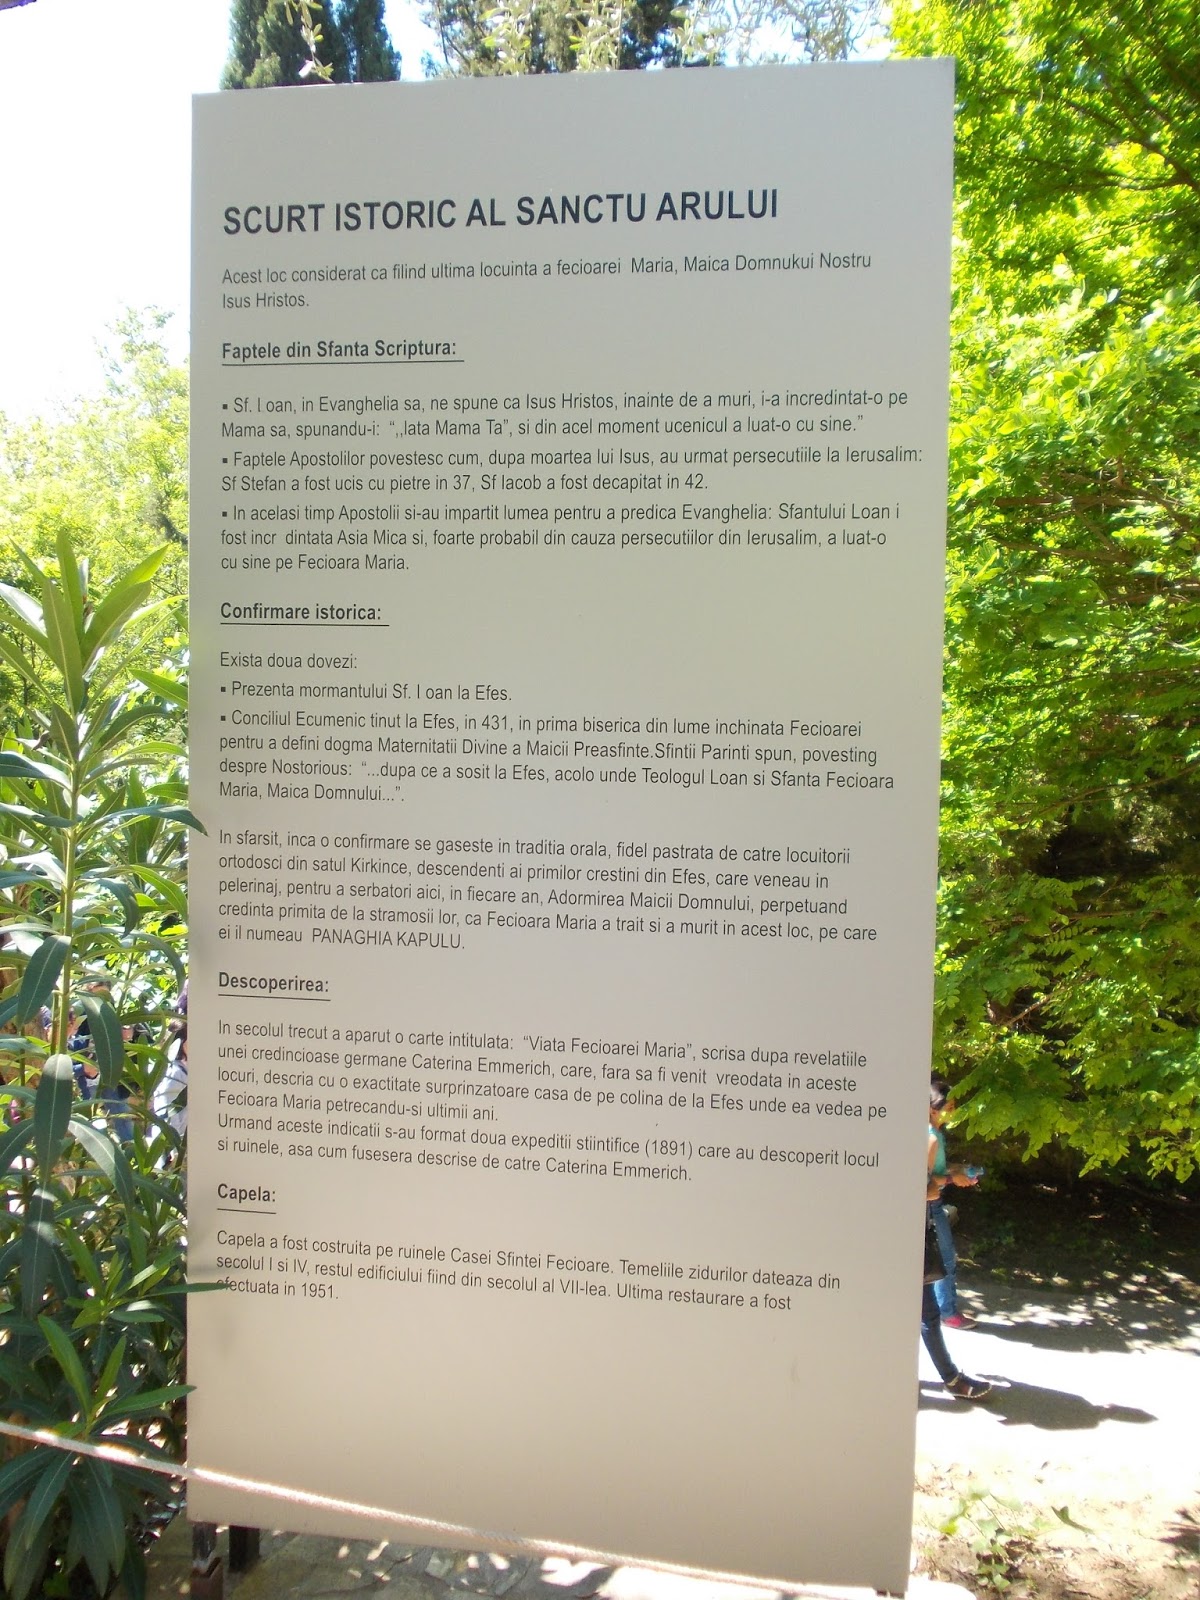 SCURT ISTORIC AL SANCTU ARULUI
Acest loc considerat ca filind ultima locuinta a fecioarei Maria, Maica Domnukui Nostru
Isus Hristos.
Faptele din Sfanta Scriptura:
▪ Sf. I oan, in Evanghelia sa, ne spune ca Isus Hristos, inainte de a muri, i-a incredintat-o pe
Mama sa, spunandu-i: “,,Iata Mama Ta”, si din acel moment ucenicul a luat-o cu sine.”
▪ Faptele Apostolilor povestesc cum, dupa moartea lui Isus, au urmat persecutiile la Ierusalim:
Sf Stefan a fost ucis cu pietre in 37, Sf Iacob a fost decapitat in 42.
▪ In acelasi timp Apostolii si-au impartit lumea pentru a predica Evanghelia: Sfantului Loan i
fost incr dintata Asia Mica si, foarte probabil din cauza persecutiilor din Ierusalim, a luat-o
cu sine pe Fecioara Maria.
Confirmare istorica:
Exista doua dovezi:
▪ Prezenta mormantului Sf. I oan la Efes.
▪ Conciliul Ecumenic tinut la Efes, in 431, in prima biserica din lume inchinata Fecioarei
pentru a defini dogma Maternitatii Divine a Maicii Preasfinte.Sfintii Parinti spun, povesting
despre Nostorious: “...dupa ce a sosit la Efes, acolo unde Teologul Loan si Sfanta Fecioara
Maria, Maica Domnului...”.
In sfarsit, inca o confirmare se gaseste in traditia orala, fidel pastrata de catre locuitorii
ortodosci din satul Kirkince, descendenti ai primilor crestini din Efes, care veneau in
pelerinaj, pentru a serbatori aici, in fiecare an, Adormirea Maicii Domnului, perpetuand
credinta primita de la stramosii lor, ca Fecioara Maria a trait si a murit in acest loc, pe care
ei il numeau PANAGHIA KAPULU.
Descoperirea:
In secolul trecut a aparut o carte intitulata: “Viata Fecioarei Maria”, scrisa dupa revelatiile
unei credincioase germane Caterina Emmerich, care, fara sa fi venit vreodata in aceste
locuri, descria cu o exactitate surprinzatoare casa de pe colina de la Efes unde ea vedea pe
Fecioara Maria petrecandu-si ultimii ani.
Urmand aceste indicatii s-au format doua expeditii stiintifice (1891) care au descoperit locul
si ruinele, asa cum fusesera descrise de catre Caterina Emmerich.
Capela:
Capela a fost costruita pe ruinele Casei Sfintei Fecioare. Temeliile zidurilor dateaza din
secolul I si IV, restul edificiului fiind din secolul al VII-lea. Ultima restaurare a fost
efectuata in 1951.